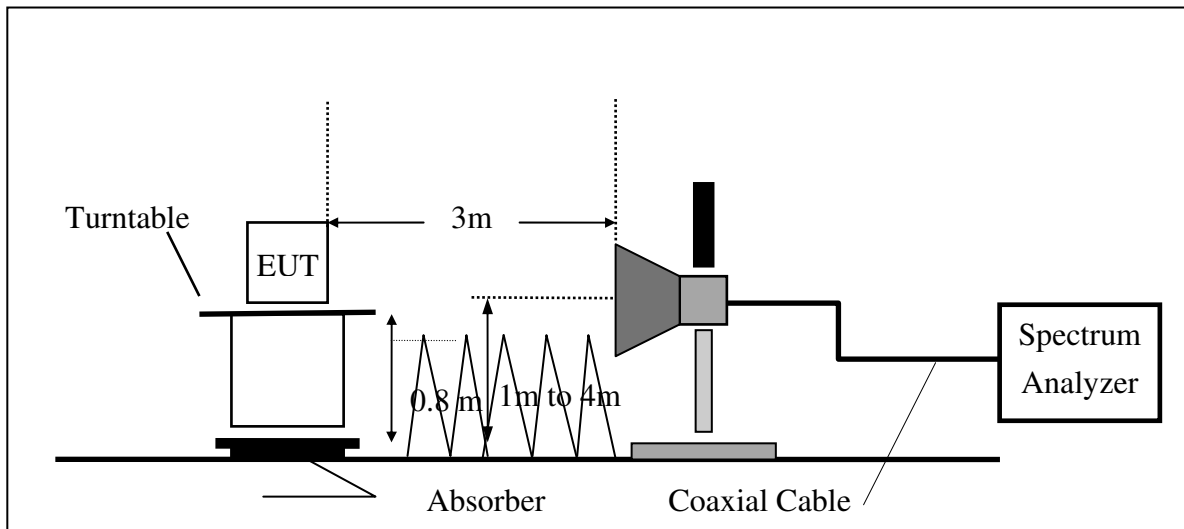 Turntable
3m
EUT
0.8 m
1m to 4m
Spectrum
Analyzer
Absorber
Coaxial Cable